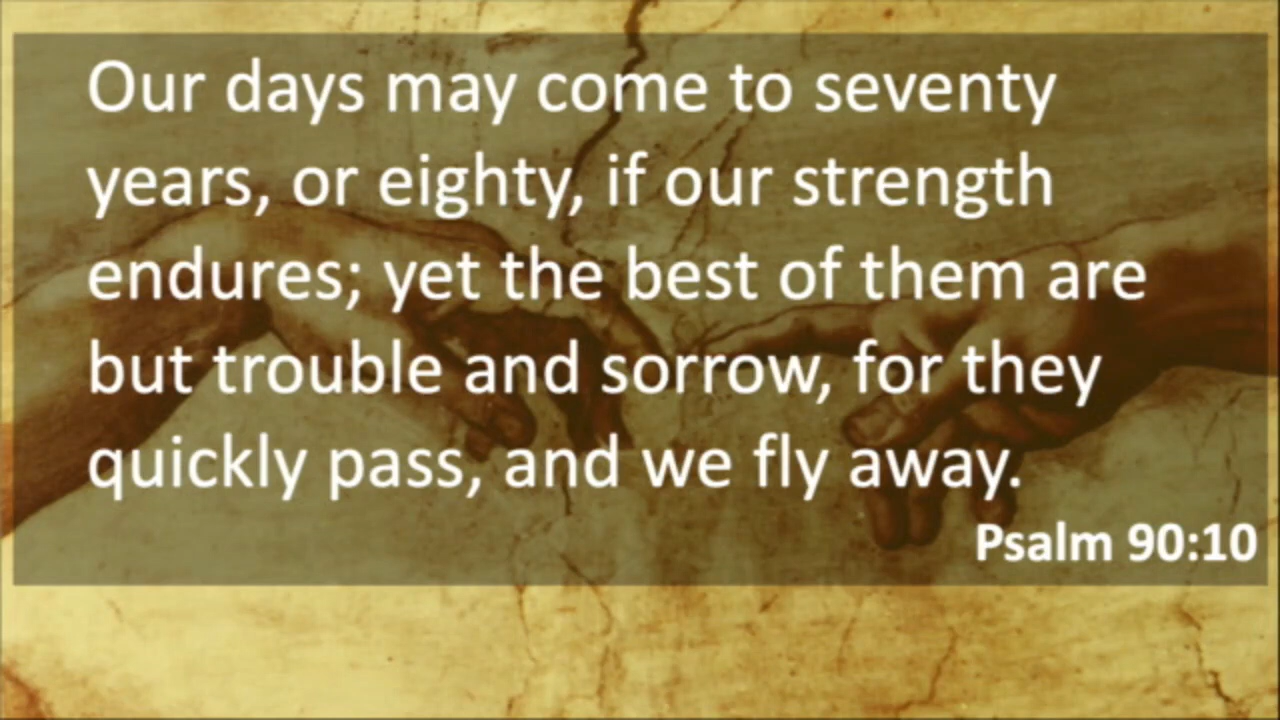 Our days may come to seventy
years, or eighty, if our strength
endures; yet the best of them are
but trouble and sorrow, for they
quickly pass, and we fly away.
Psalm 90:10